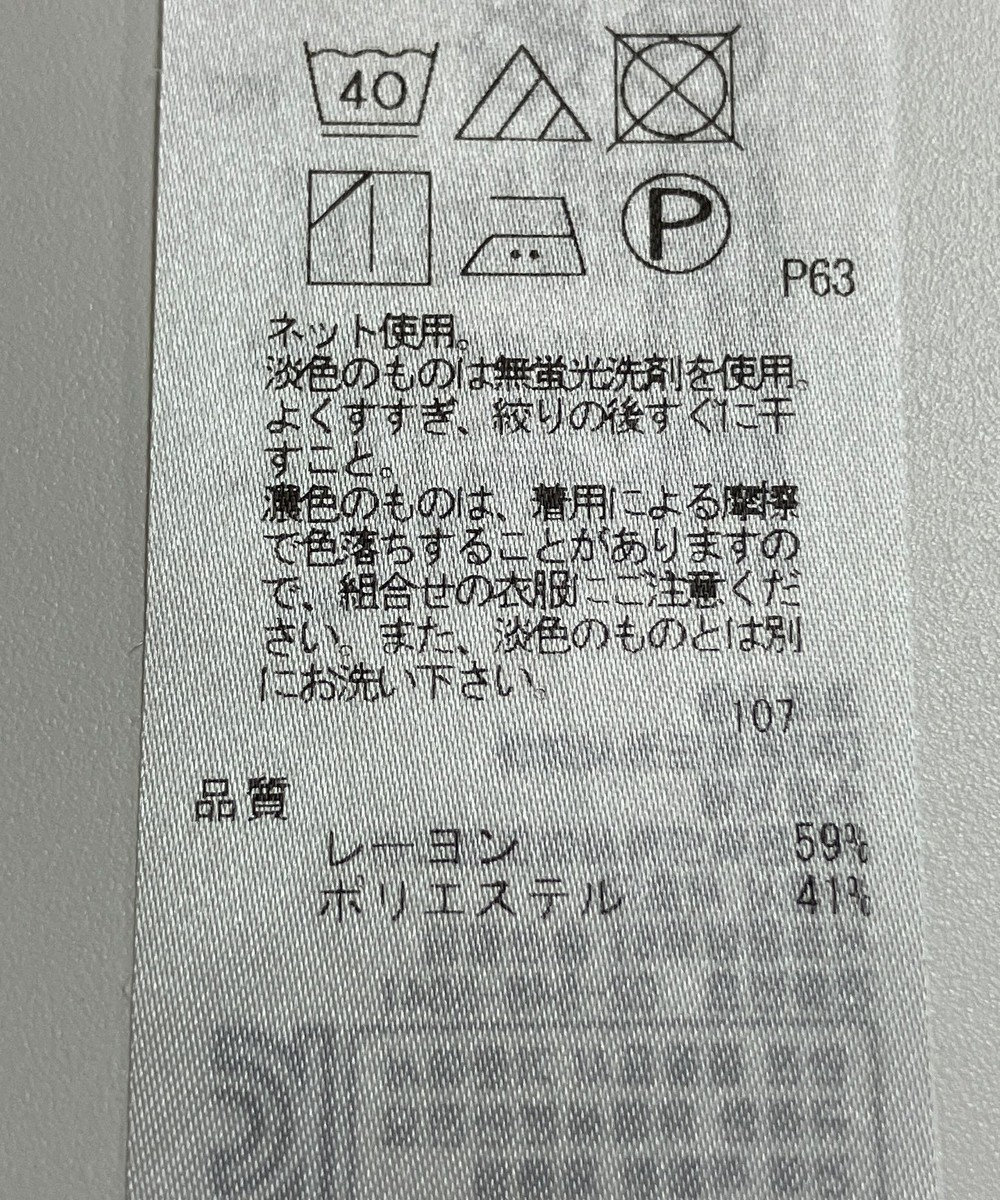 40
P
P63
ネット使用。
淡色のものは無蛍光洗剤を使用。
よくすすぎ、絞りの後すぐに干
すこと。
濃色のものは、着用による摩擦
で色落ちすることがありますの
で、組合せの衣服にご注意くだ
さい。また、淡色のものとは別
にお洗い下さい。
107
品質
レーヨン 59%
ポリエステル 41%